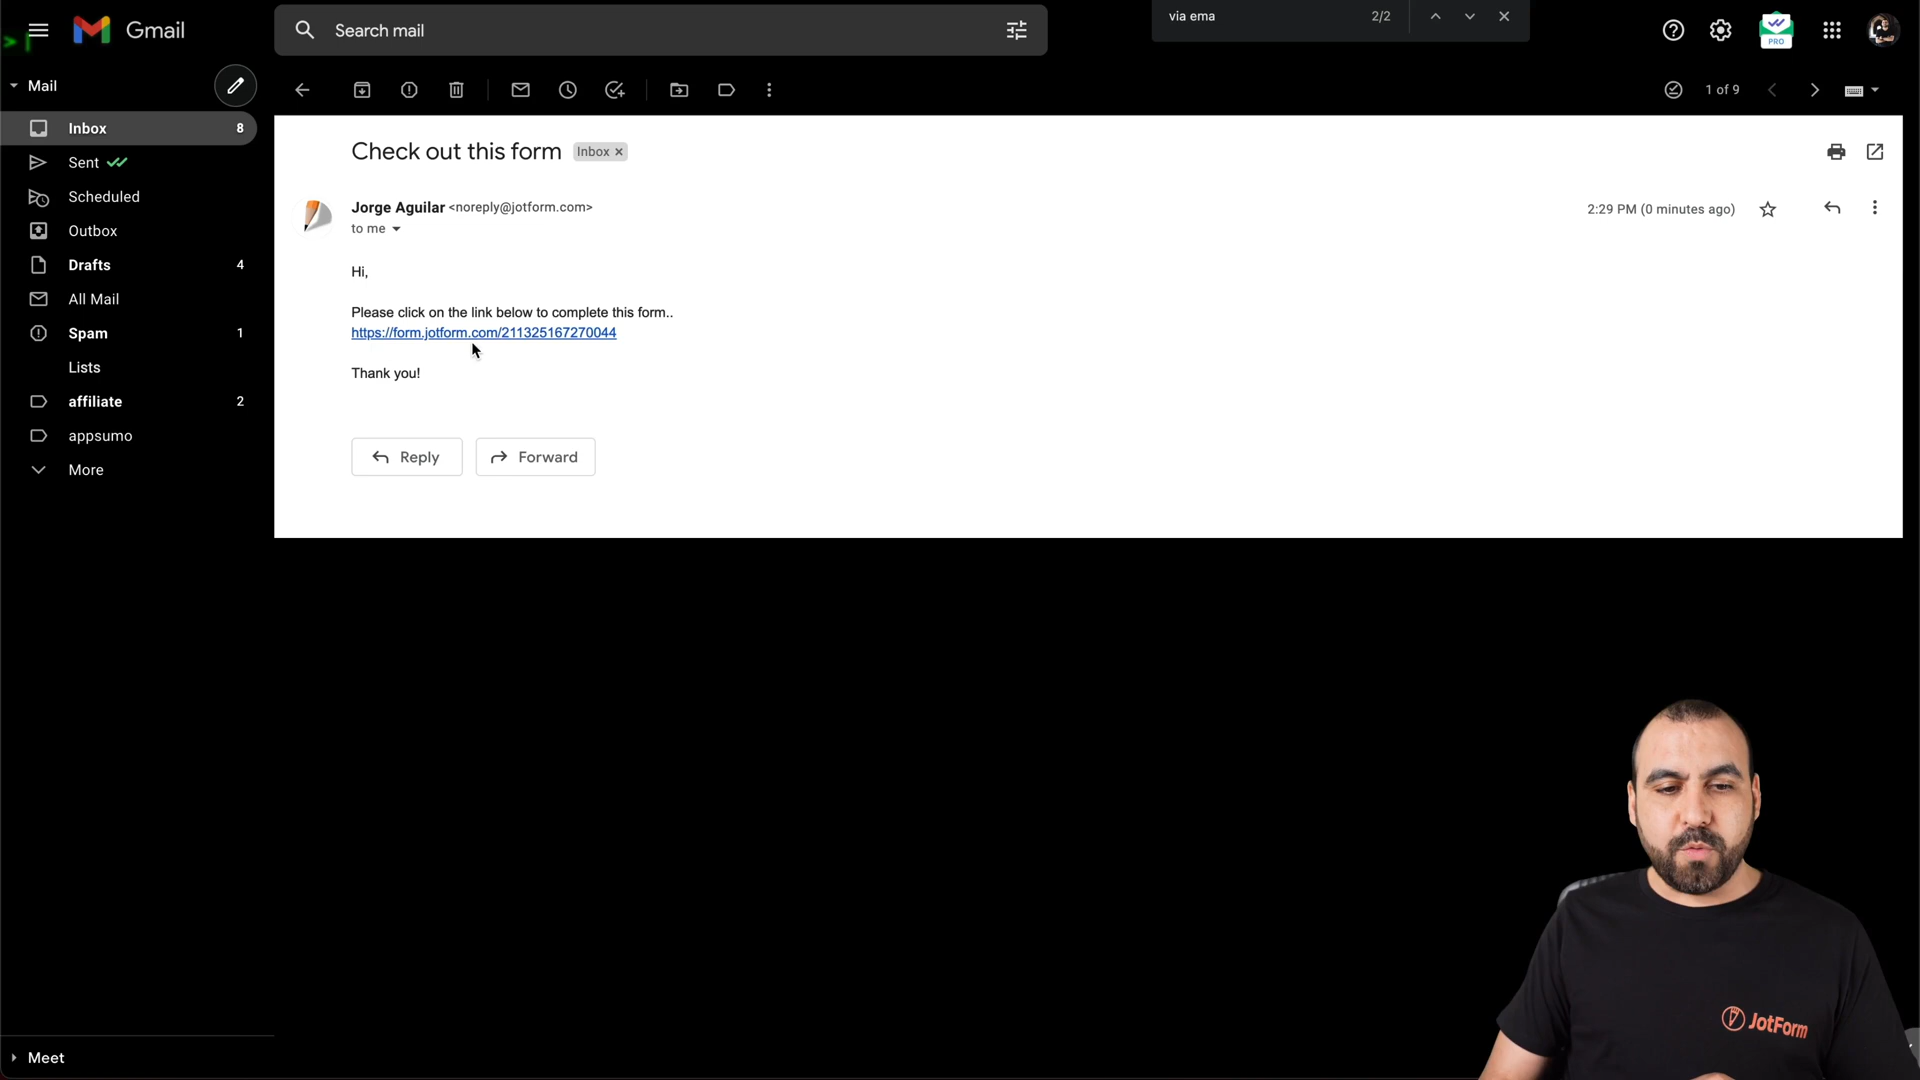 Gmail
Search mail
via ema 2/2
PRO
Mail
1 of 9
Inbox 8
Sent
Scheduled
Outbox
Drafts 4
All Mail
Spam 1
Lists
affiliate 2
appsumo
More
Meet
Check out this form Inbox ×
Jorge Aguilar <noreply@jotform.com>
2:29 PM (0 minutes ago)
to me
Hi,
Please click on the link below to complete this form..
https://form.jotform.com/211325167270044
Thank you!
Reply Forward
JotForm